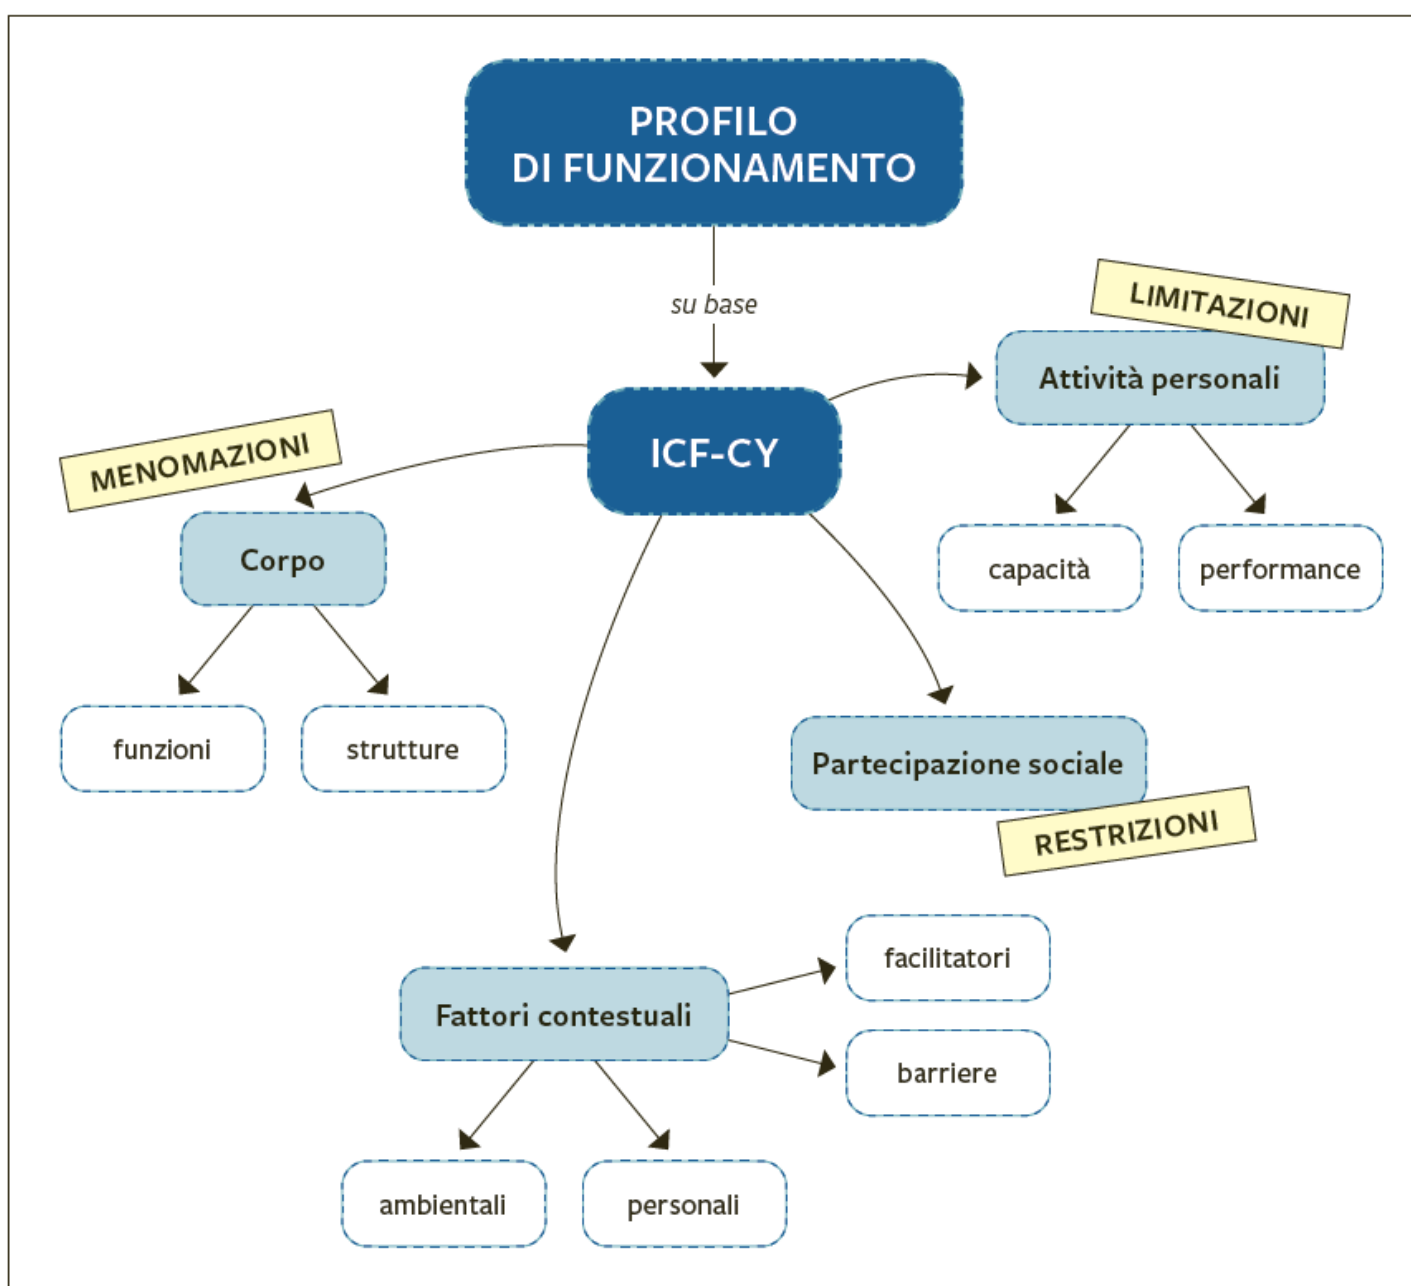 PROFILO
DI FUNZIONAMENTO
su base
LIMITAZIONI
Attività personali
ICF-CY
MENOMAZIONI
Corpo
capacità
performance
funzioni
strutture
Partecipazione sociale
RESTRIZIONI
facilitatori
Fattori contestuali
barriere
ambientali
personali